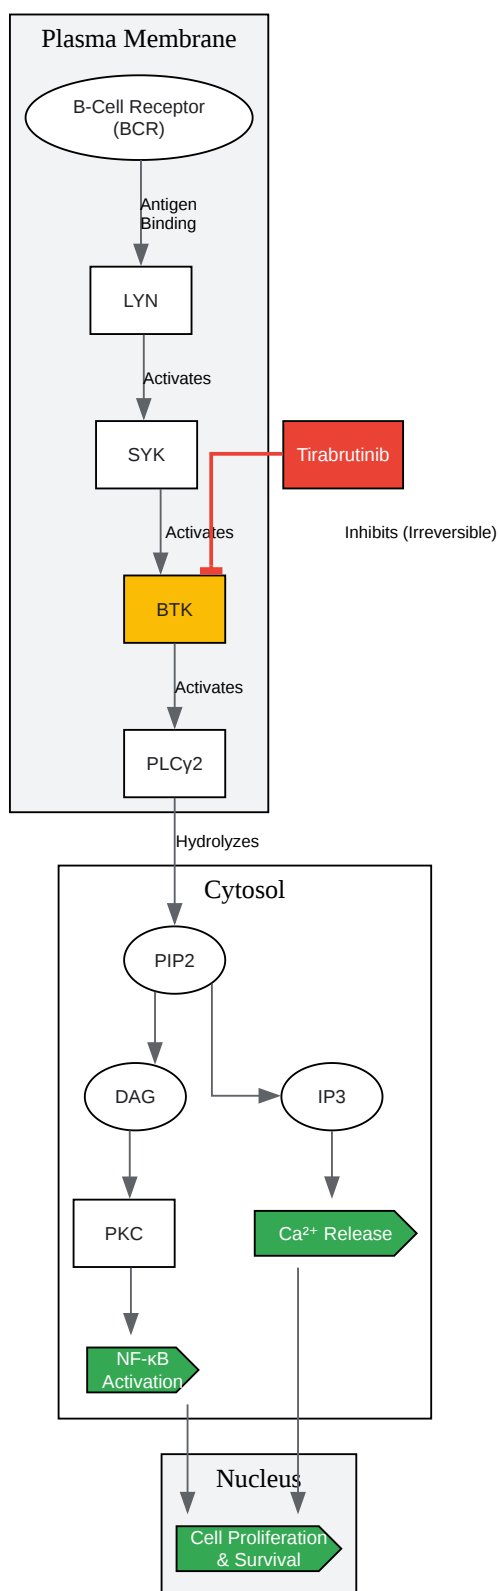 Plasma Membrane
B-Cell Receptor
(BCR)
Antigen
Binding
LYN
Activates
SYK
Tirabrutinib
Activates
Inhibits (Irreversible)
BTK
Activates
PLCγ2
Hydrolyzes
Cytosol
PIP2
DAG
IP3
PKC
Ca²⁺ Release
NF-κB
Activation
Nucleus
Cell Proliferation
& Survival